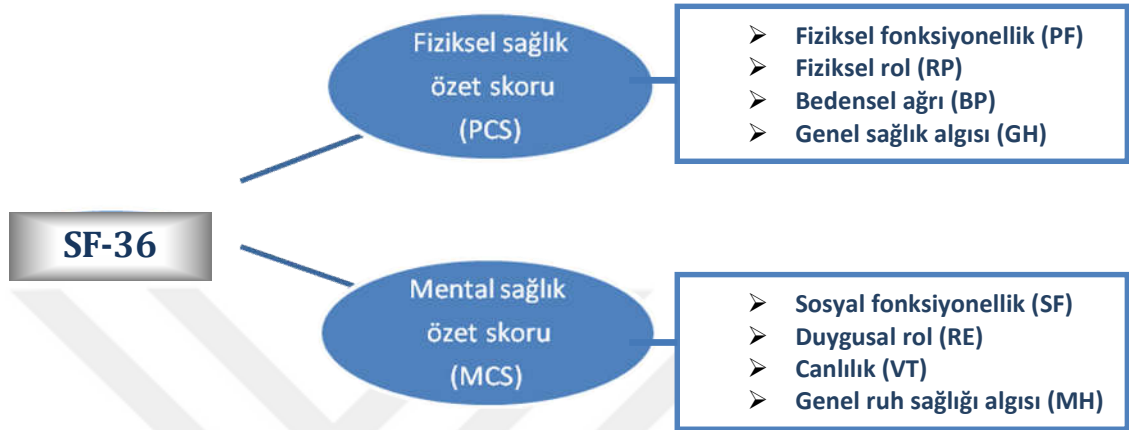 SF-36
Fiziksel sağlık
özet skoru
(PCS)
➤ Fiziksel fonksiyonellik (PF)
➤ Fiziksel rol (RP)
➤ Bedensel ağrı (BP)
➤ Genel sağlık algısı (GH)
Mental sağlık
özet skoru
(MCS)
➤ Sosyal fonksiyonellik (SF)
➤ Duygusal rol (RE)
➤ Canlılık (VT)
➤ Genel ruh sağlığı algısı (MH)